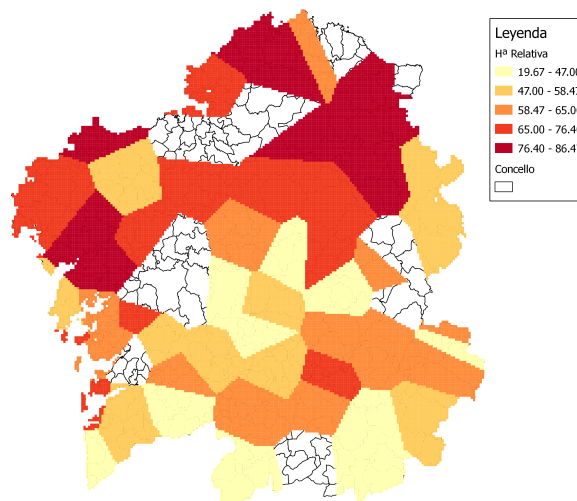 Leyenda
Hª Relativa
19.67 - 47.00
47.00 - 58.47
58.47 - 65.00
65.00 - 76.40
76.40 - 86.47
Concello